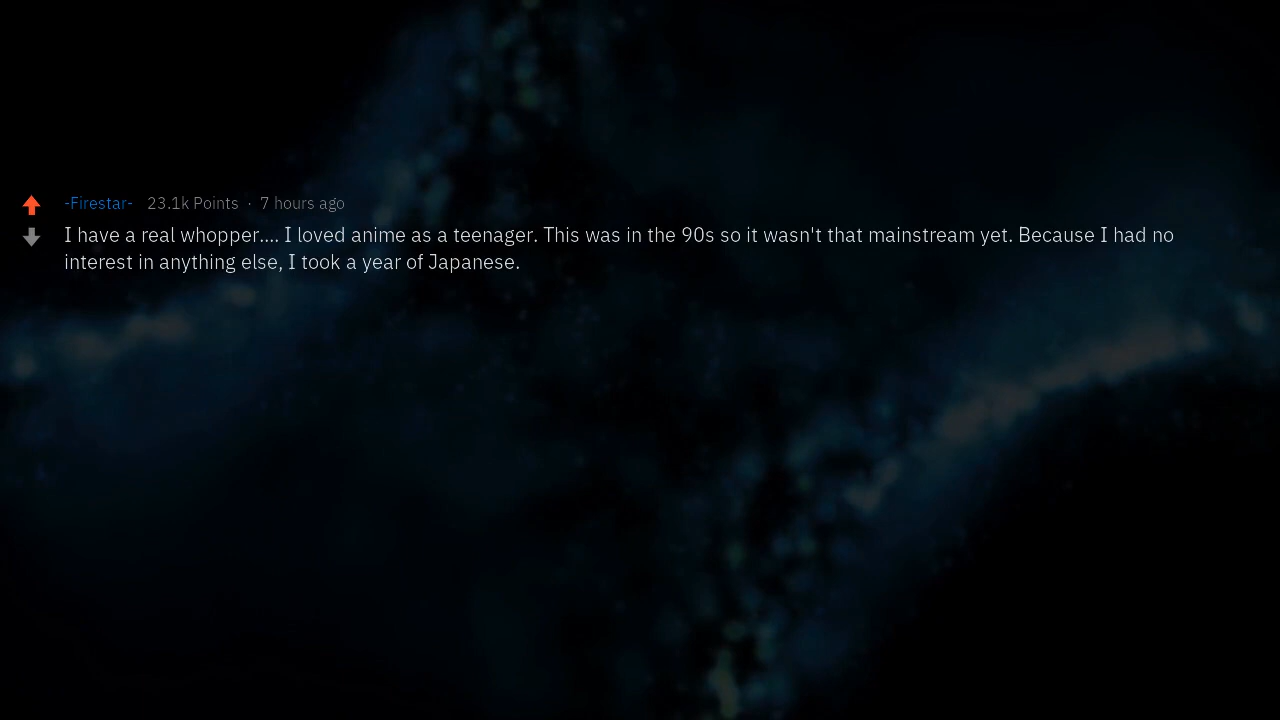 -Firestar- 23.1k Points · 7 hours ago
I have a real whopper.... I loved anime as a teenager. This was in the 90s so it wasn't that mainstream yet. Because I had no
interest in anything else, I took a year of Japanese.